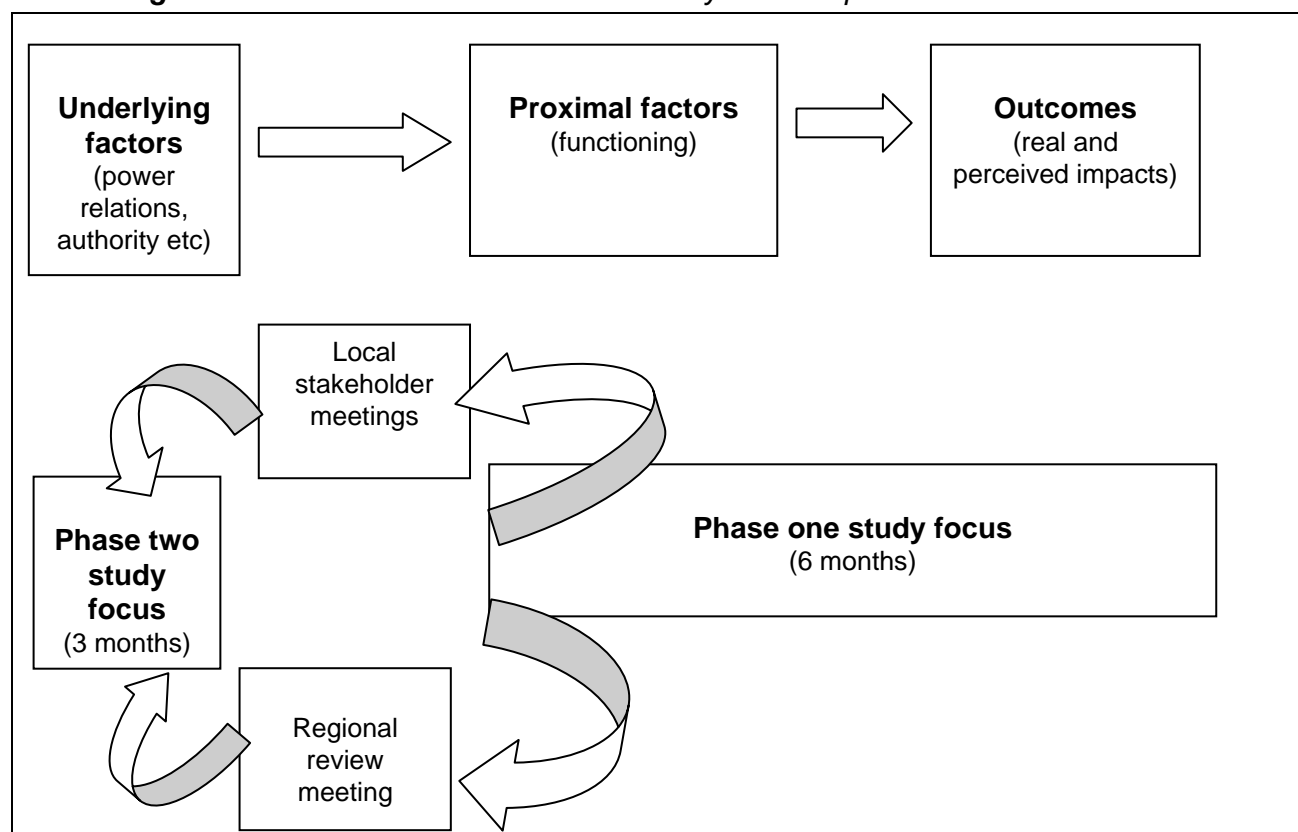 Underlying
factors
(power
relations,
authority etc)
Proximal factors
(functioning)
Outcomes
(real and
perceived impacts)
Local
stakeholder
meetings
Phase one study focus
(6 months)
Phase two
study
focus
(3 months)
Regional
review
meeting